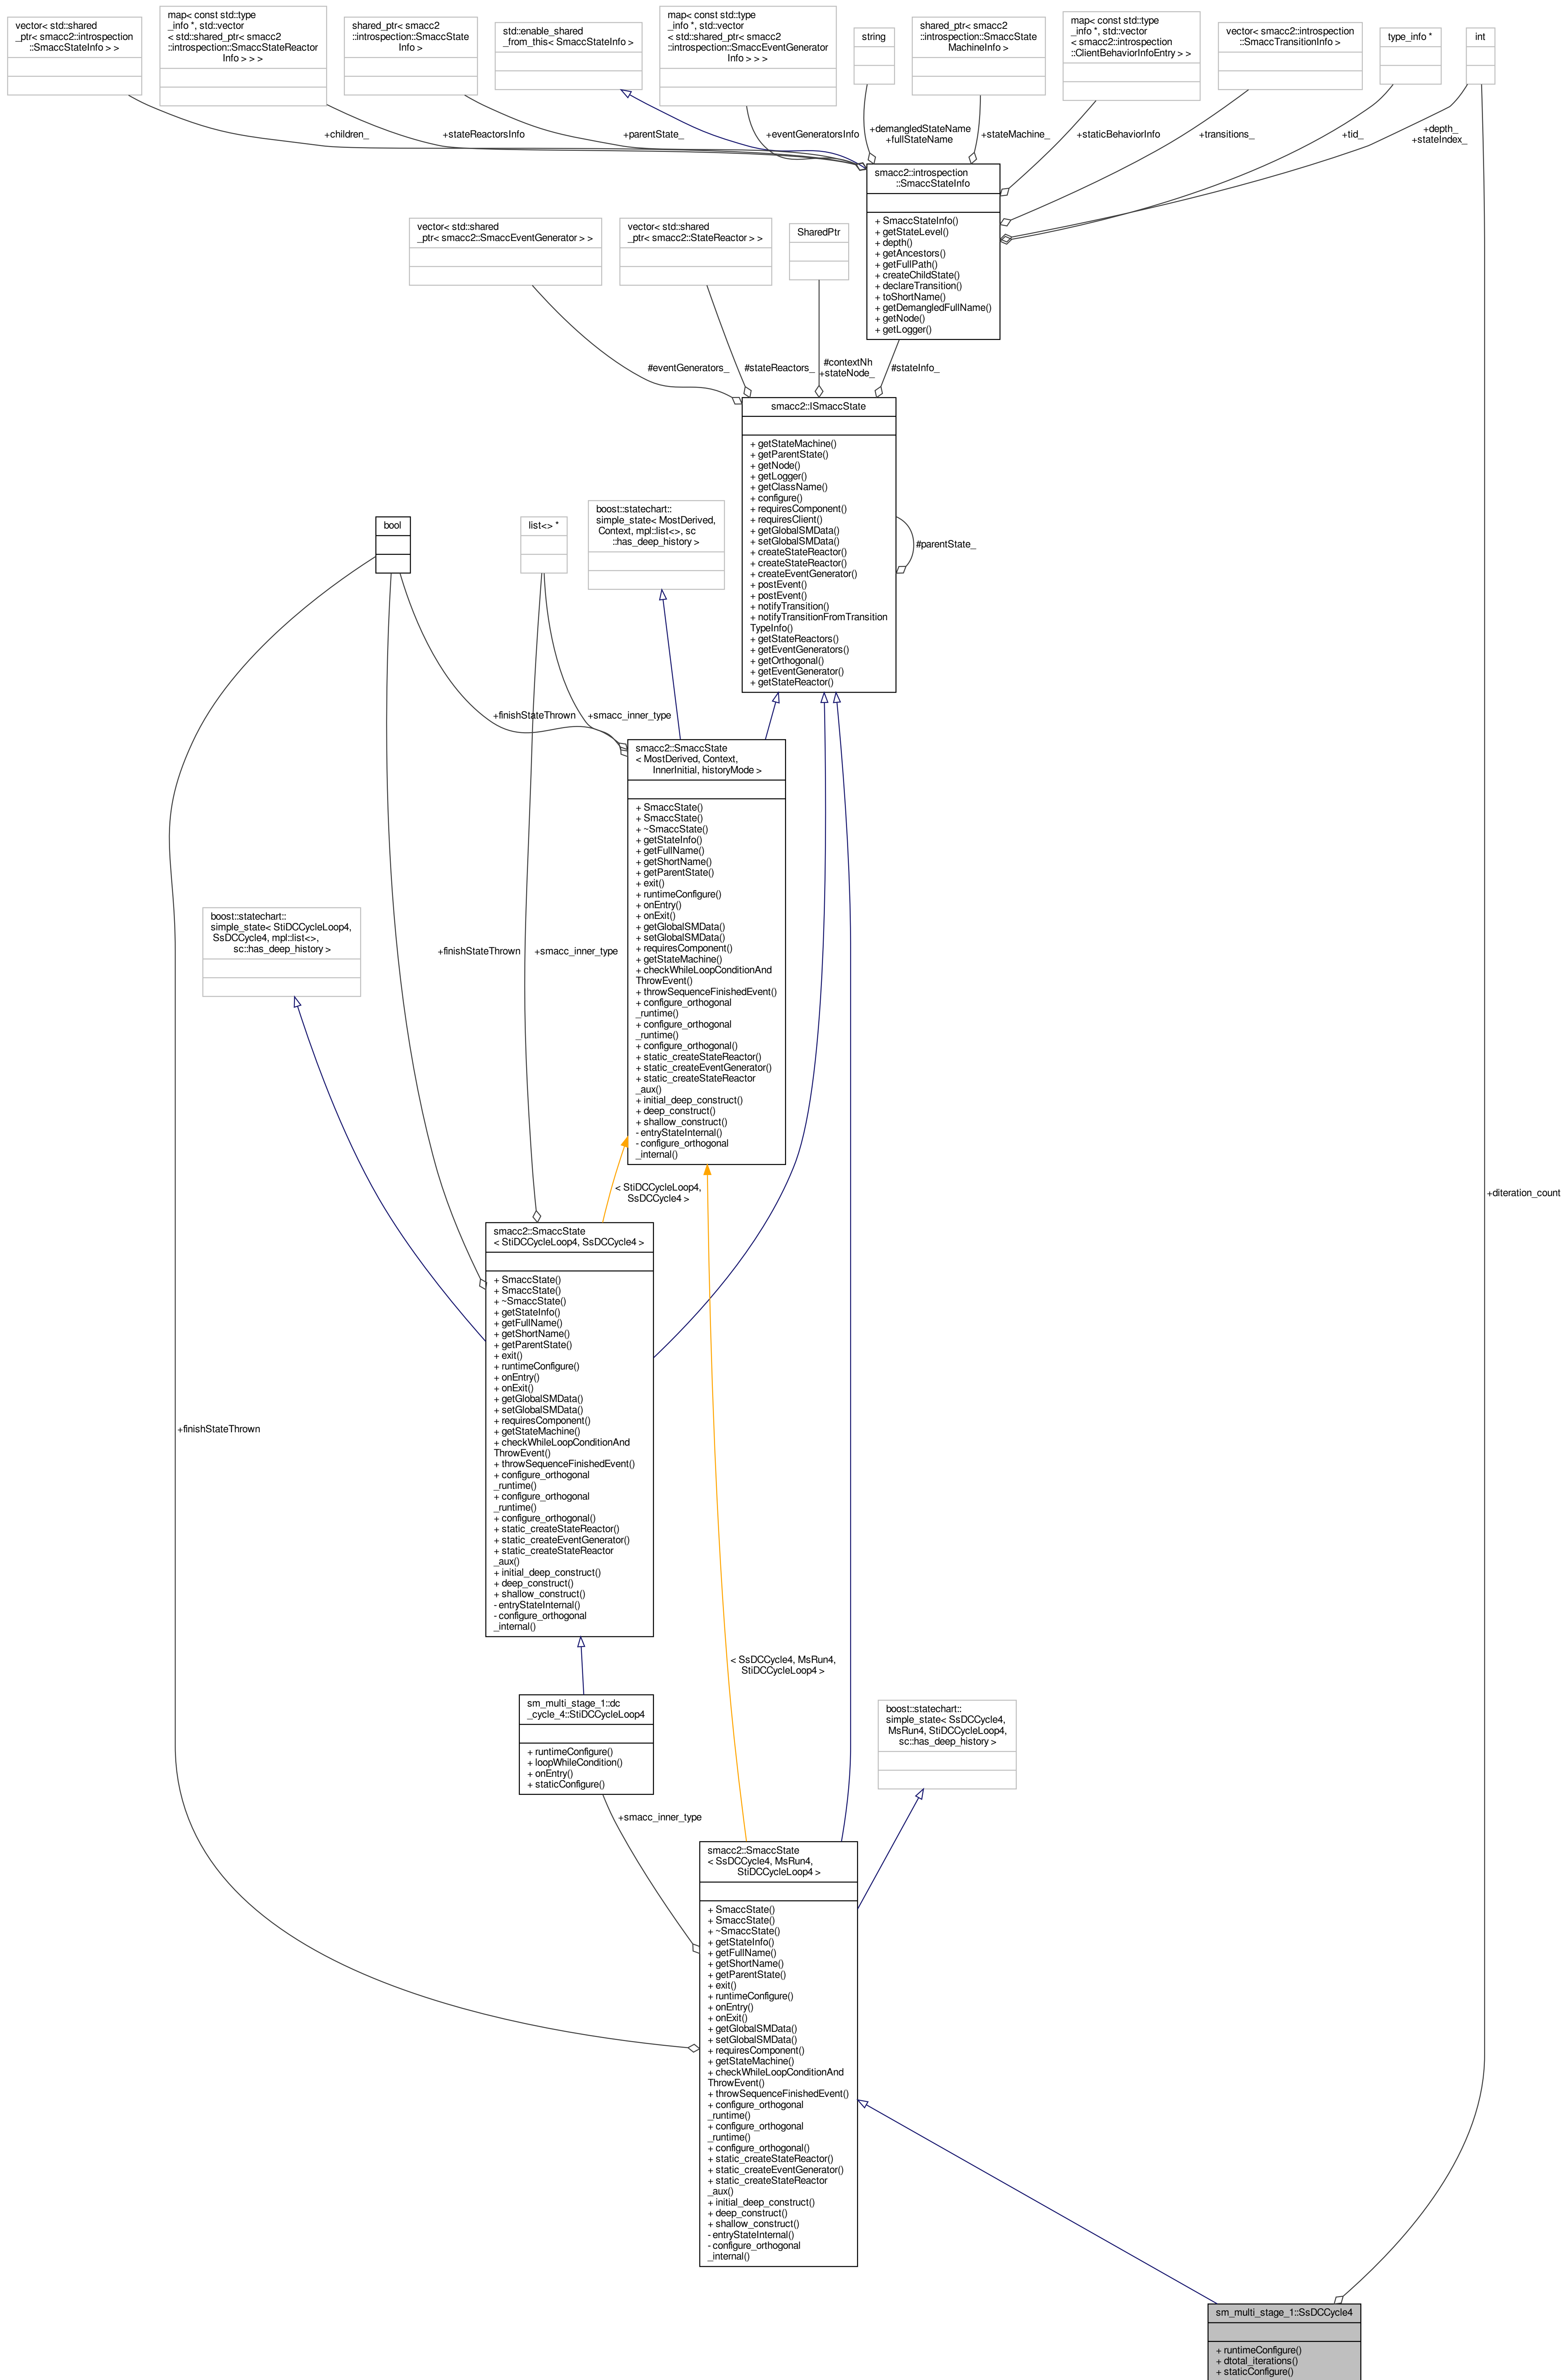 vector< std::shared
_ptr< smacc2::introspection
::SmaccStateInfo > >
map< const std::type
_info *, std::vector
< std::shared_ptr< smacc2
::introspection::SmaccStateReactor
Info > > >
shared_ptr< smacc2
::introspection::SmaccState
Info >
std::enable_shared
_from_this< SmaccStateInfo >
map< const std::type
_info *, std::vector
< std::shared_ptr< smacc2
::introspection::SmaccEventGenerator
Info > > >
string
shared_ptr< smacc2
::introspection::SmaccState
MachineInfo >
map< const std::type
_info *, std::vector
< smacc2::introspection
::ClientBehaviorInfoEntry > >
vector< smacc2::introspection
::SmaccTransitionInfo >
type_info *
int
+children_
+stateReactorsInfo
+parentState_
+eventGeneratorsInfo
+demangledStateName
+fullStateName
+stateMachine_
+staticBehaviorInfo
+transitions_
+tid_
+depth_
+stateIndex_
smacc2::introspection
::SmaccStateInfo
+ SmaccStateInfo()
+ getStateLevel()
+ depth()
+ getAncestors()
+ getFullPath()
+ createChildState()
+ declareTransition()
+ toShortName()
+ getDemangledFullName()
+ getNode()
+ getLogger()
vector< std::shared
_ptr< smacc2::SmaccEventGenerator > >
vector< std::shared
_ptr< smacc2::StateReactor > >
SharedPtr
#eventGenerators_
#stateReactors_
#contextNh
+stateNode_
#stateInfo_
smacc2::ISmaccState
+ getStateMachine()
+ getParentState()
+ getNode()
+ getLogger()
+ getClassName()
+ configure()
+ requiresComponent()
+ requiresClient()
+ getGlobalSMData()
+ setGlobalSMData()
+ createStateReactor()
+ createStateReactor()
+ createEventGenerator()
+ postEvent()
+ postEvent()
+ notifyTransition()
+ notifyTransitionFromTransition
TypeInfo()
+ getStateReactors()
+ getEventGenerators()
+ getOrthogonal()
+ getEventGenerator()
+ getStateReactor()
#parentState_
bool
list<> *
boost::statechart::
simple_state< MostDerived,
Context, mpl::list<>, sc
::has_deep_history >
+finishStateThrown
+smacc_inner_type
smacc2::SmaccState
< MostDerived, Context,
InnerInitial, historyMode >
+ SmaccState()
+ SmaccState()
+ ~SmaccState()
+ getStateInfo()
+ getFullName()
+ getShortName()
+ getParentState()
+ exit()
+ runtimeConfigure()
+ onEntry()
+ onExit()
+ getGlobalSMData()
+ setGlobalSMData()
+ requiresComponent()
+ getStateMachine()
+ checkWhileLoopConditionAnd
ThrowEvent()
+ throwSequenceFinishedEvent()
+ configure_orthogonal
_runtime()
+ configure_orthogonal
_runtime()
+ configure_orthogonal()
+ static_createStateReactor()
+ static_createEventGenerator()
+ static_createStateReactor
_aux()
+ initial_deep_construct()
+ deep_construct()
+ shallow_construct()
- entryStateInternal()
- configure_orthogonal
_internal()
boost::statechart::
simple_state< StiDCCycleLoop4,
SsDCCycle4, mpl::list<>,
sc::has_deep_history >
+finishStateThrown
+smacc_inner_type
< StiDCCycleLoop4,
SsDCCycle4 >
+diteration_count
smacc2::SmaccState
< StiDCCycleLoop4, SsDCCycle4 >
+ SmaccState()
+ SmaccState()
+ ~SmaccState()
+ getStateInfo()
+ getFullName()
+ getShortName()
+ getParentState()
+ exit()
+ runtimeConfigure()
+ onEntry()
+ onExit()
+ getGlobalSMData()
+ setGlobalSMData()
+ requiresComponent()
+ getStateMachine()
+ checkWhileLoopConditionAnd
ThrowEvent()
+ throwSequenceFinishedEvent()
+ configure_orthogonal
_runtime()
+ configure_orthogonal
_runtime()
+ configure_orthogonal()
+ static_createStateReactor()
+ static_createEventGenerator()
+ static_createStateReactor
_aux()
+ initial_deep_construct()
+ deep_construct()
+ shallow_construct()
- entryStateInternal()
- configure_orthogonal
_internal()
+finishStateThrown
< SsDCCycle4, MsRun4,
StiDCCycleLoop4 >
sm_multi_stage_1::dc
_cycle_4::StiDCCycleLoop4
+ runtimeConfigure()
+ loopWhileCondition()
+ onEntry()
+ staticConfigure()
boost::statechart::
simple_state< SsDCCycle4,
MsRun4, StiDCCycleLoop4,
sc::has_deep_history >
+smacc_inner_type
smacc2::SmaccState
< SsDCCycle4, MsRun4,
StiDCCycleLoop4 >
+ SmaccState()
+ SmaccState()
+ ~SmaccState()
+ getStateInfo()
+ getFullName()
+ getShortName()
+ getParentState()
+ exit()
+ runtimeConfigure()
+ onEntry()
+ onExit()
+ getGlobalSMData()
+ setGlobalSMData()
+ requiresComponent()
+ getStateMachine()
+ checkWhileLoopConditionAnd
ThrowEvent()
+ throwSequenceFinishedEvent()
+ configure_orthogonal
_runtime()
+ configure_orthogonal
_runtime()
+ configure_orthogonal()
+ static_createStateReactor()
+ static_createEventGenerator()
+ static_createStateReactor
_aux()
+ initial_deep_construct()
+ deep_construct()
+ shallow_construct()
- entryStateInternal()
- configure_orthogonal
_internal()
sm_multi_stage_1::SsDCCycle4
+ runtimeConfigure()
+ dtotal_iterations()
+ staticConfigure()